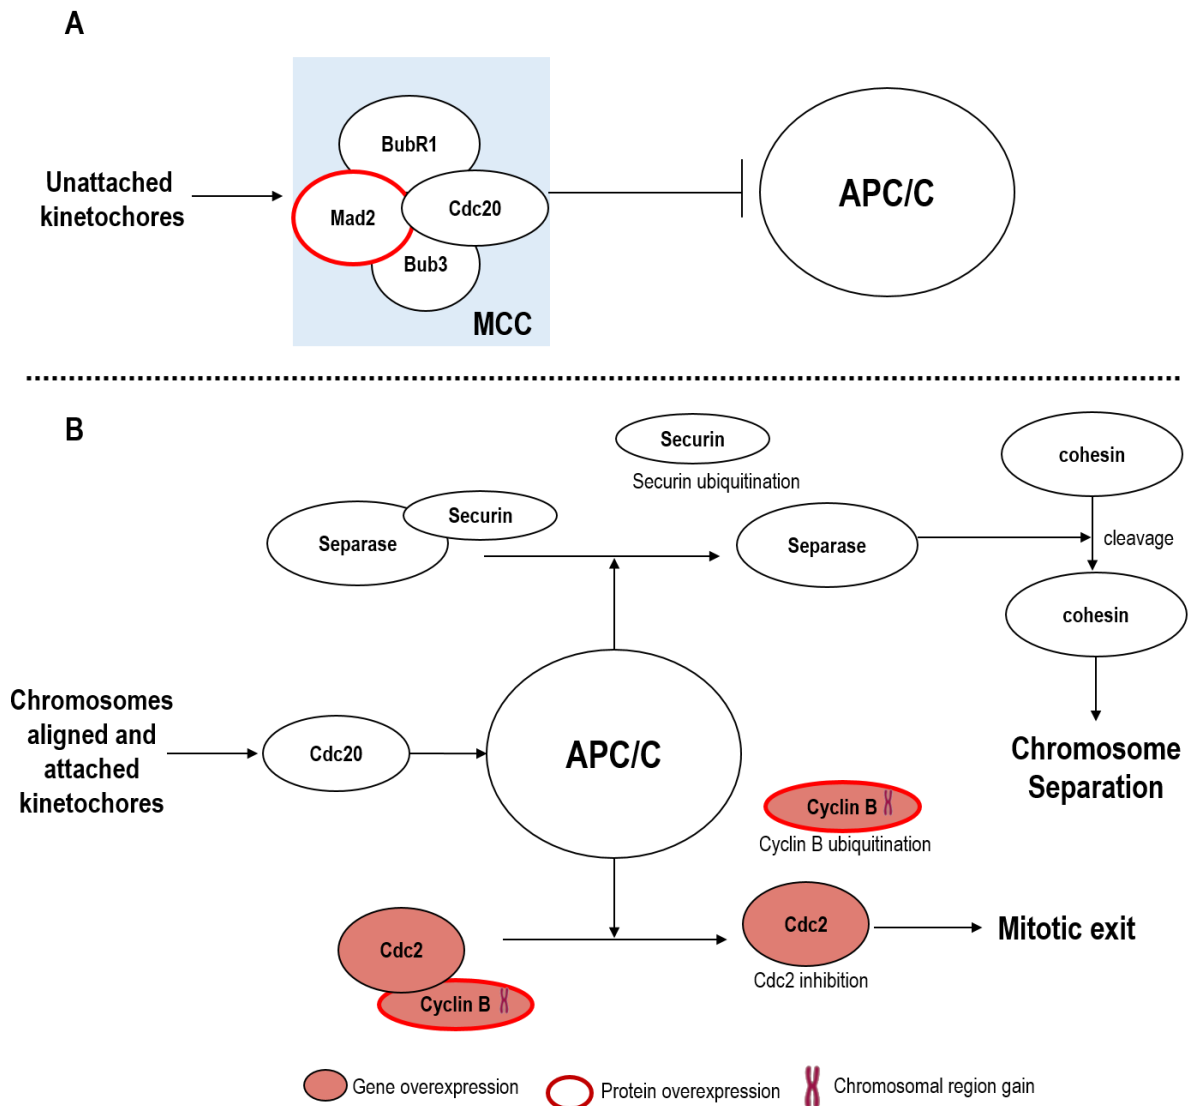 A
Unattached
kinetochores
BubR1
Mad2
Cdc20
Bub3
MCC
APC/C
B
Securin
Securin ubiquitination
cohesin
Separase
Securin
Separase
cleavage
cohesin
Chromosomes
aligned and
attached
kinetochores
Cdc20
APC/C
Chromosome
Separation
Cyclin B
Cyclin B ubiquitination
Cdc2
Cyclin B
Cdc2
Cdc2 inhibition
Mitotic exit
Gene overexpression
Protein overexpression
Chromosomal region gain